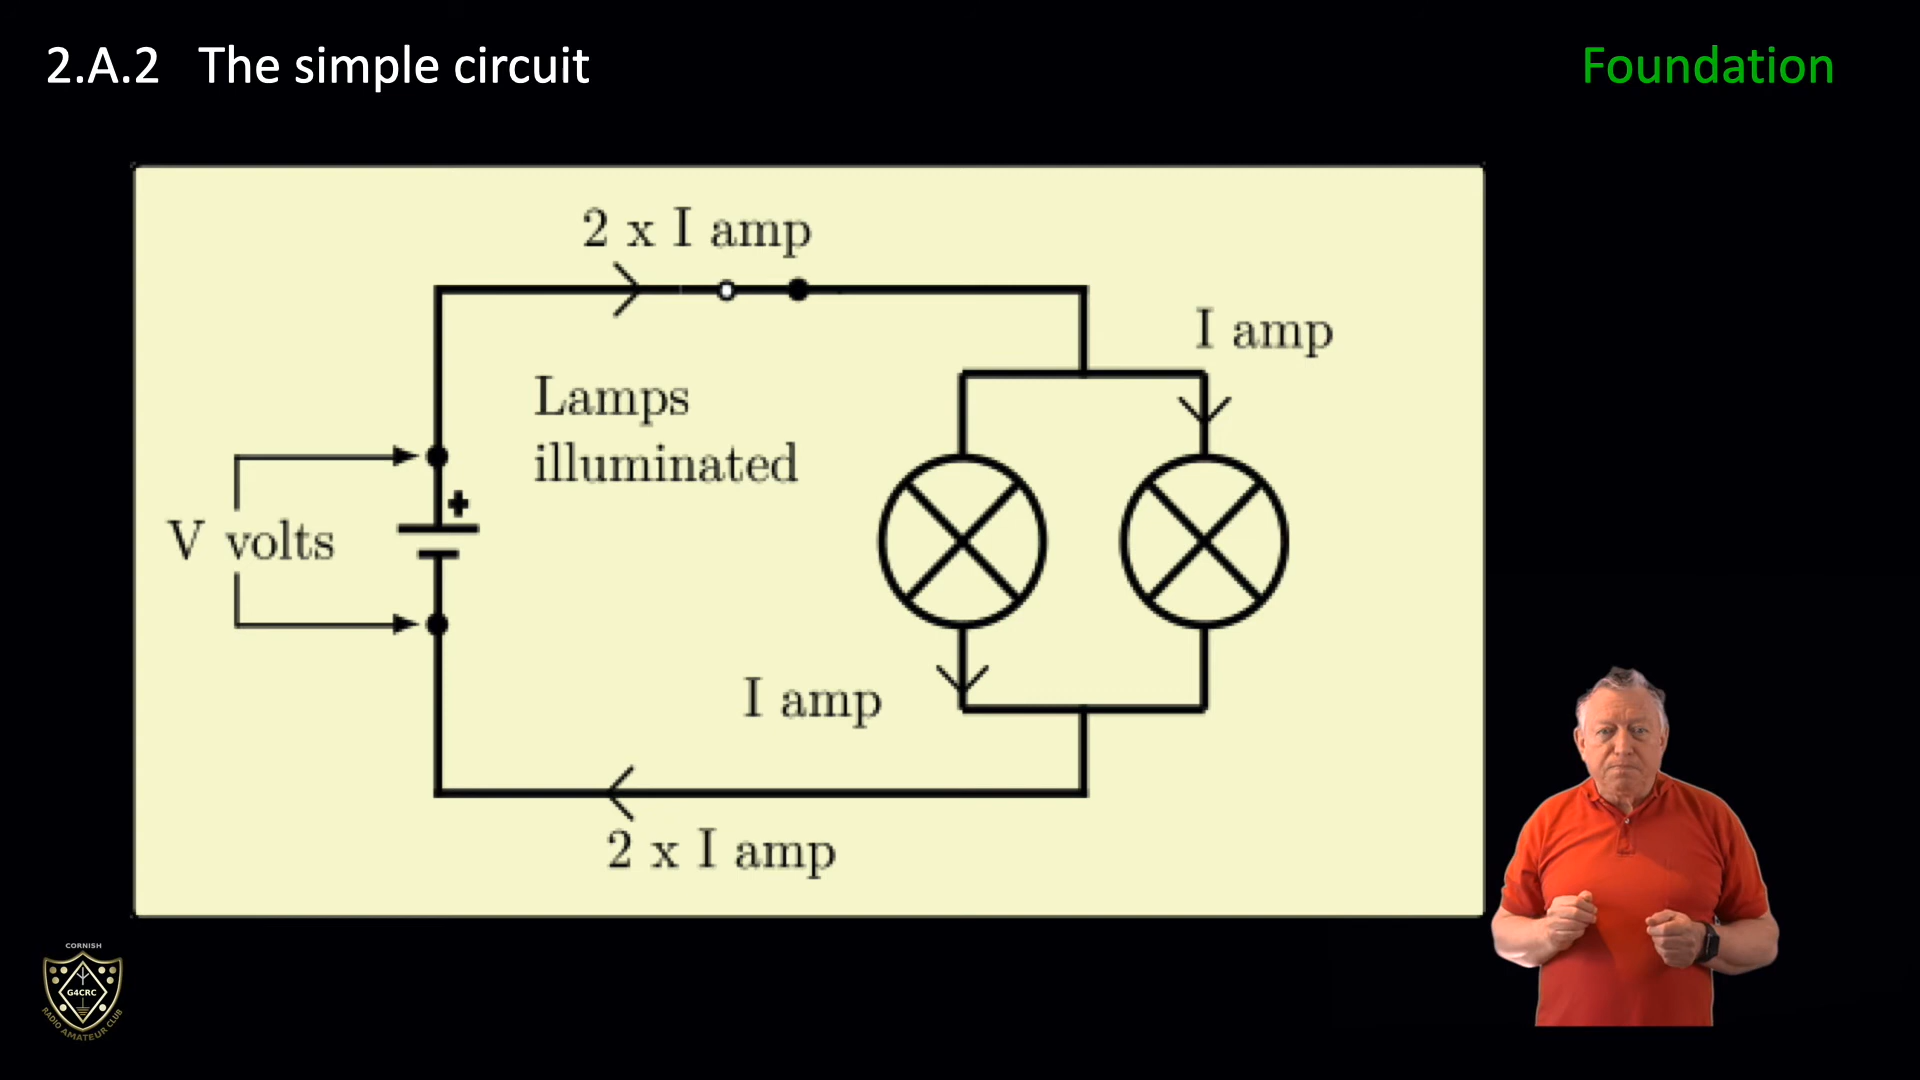 2.A.2 The simple circuit
Foundation
2 x I amp
I amp
Lamps
illuminated
+
V volts
I amp
2 x I amp
CORNISH
G4CRC
RADIO AMATEUR CLUB